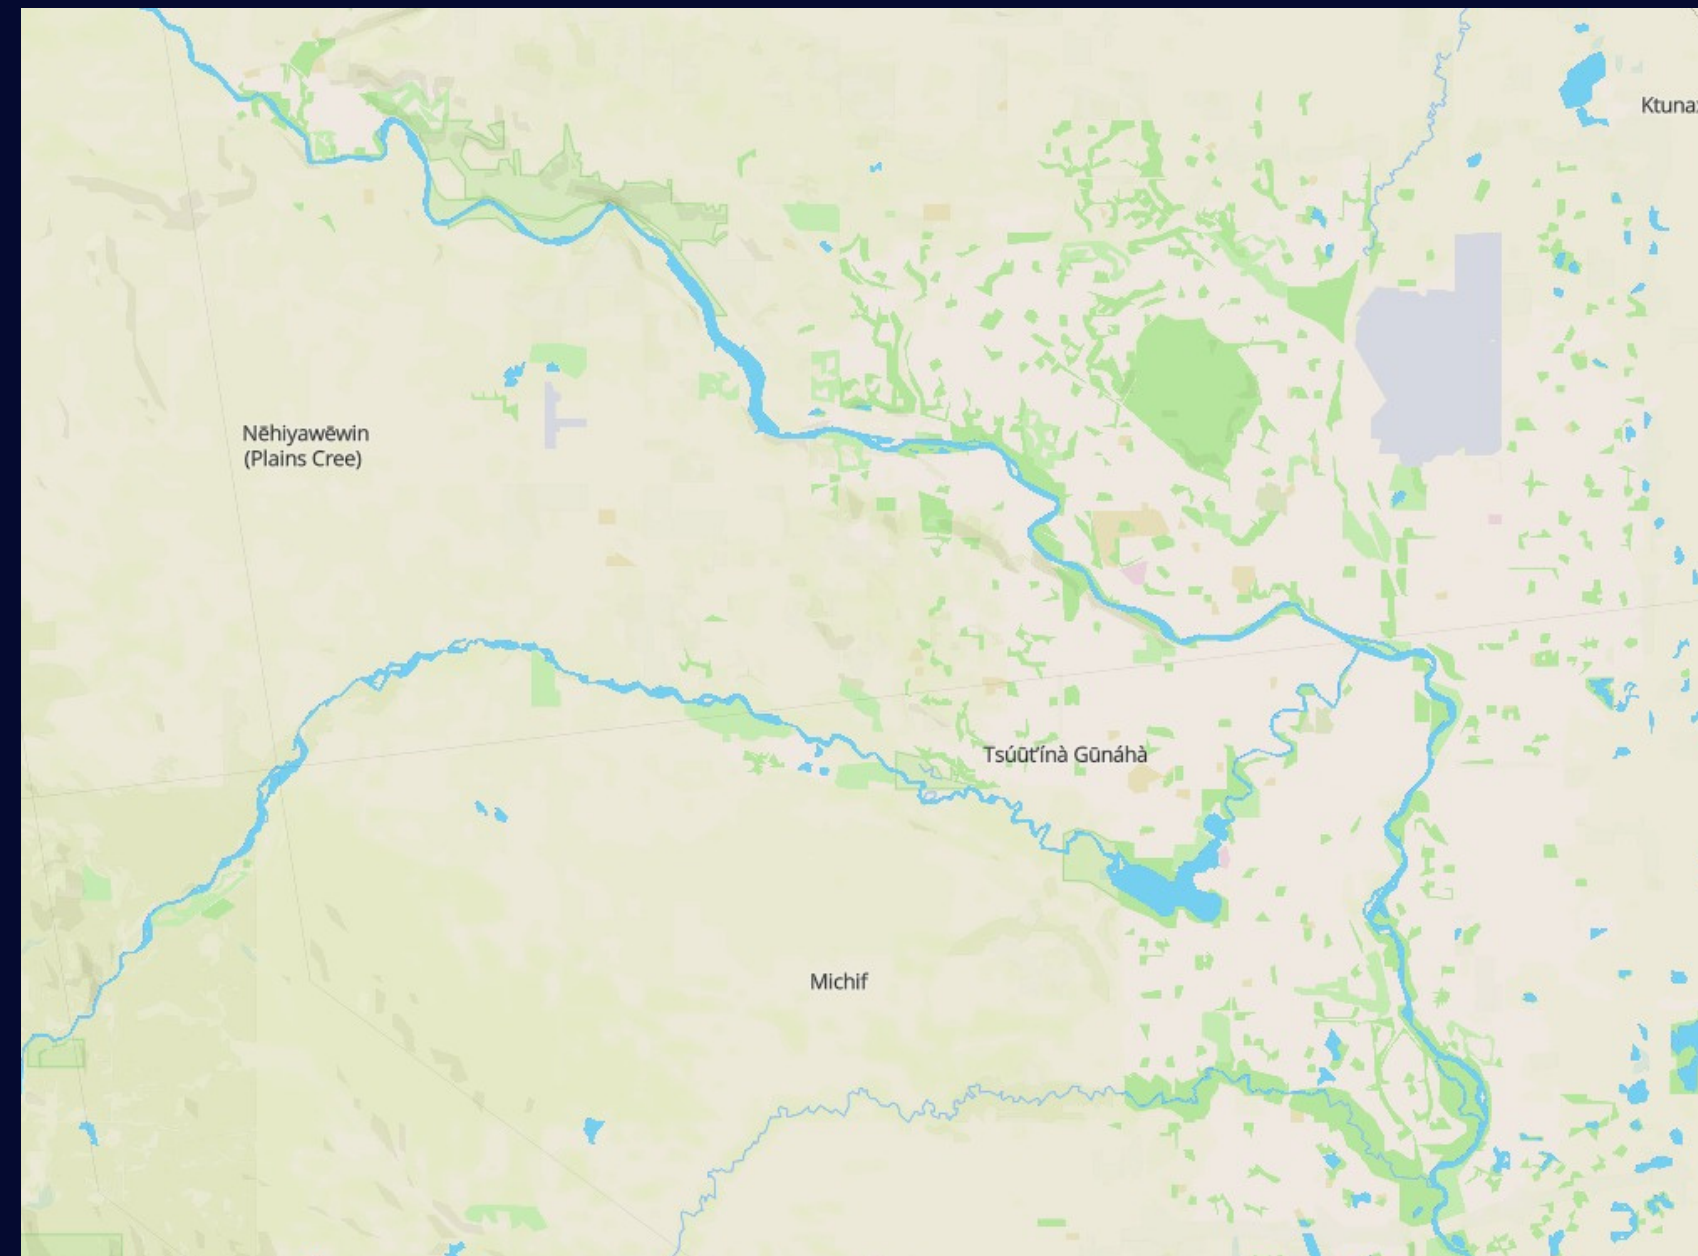 Ktuna
Nēhiyawēwin
(Plains Cree)
Tsúūt'ínà Gūnáhà
Michif